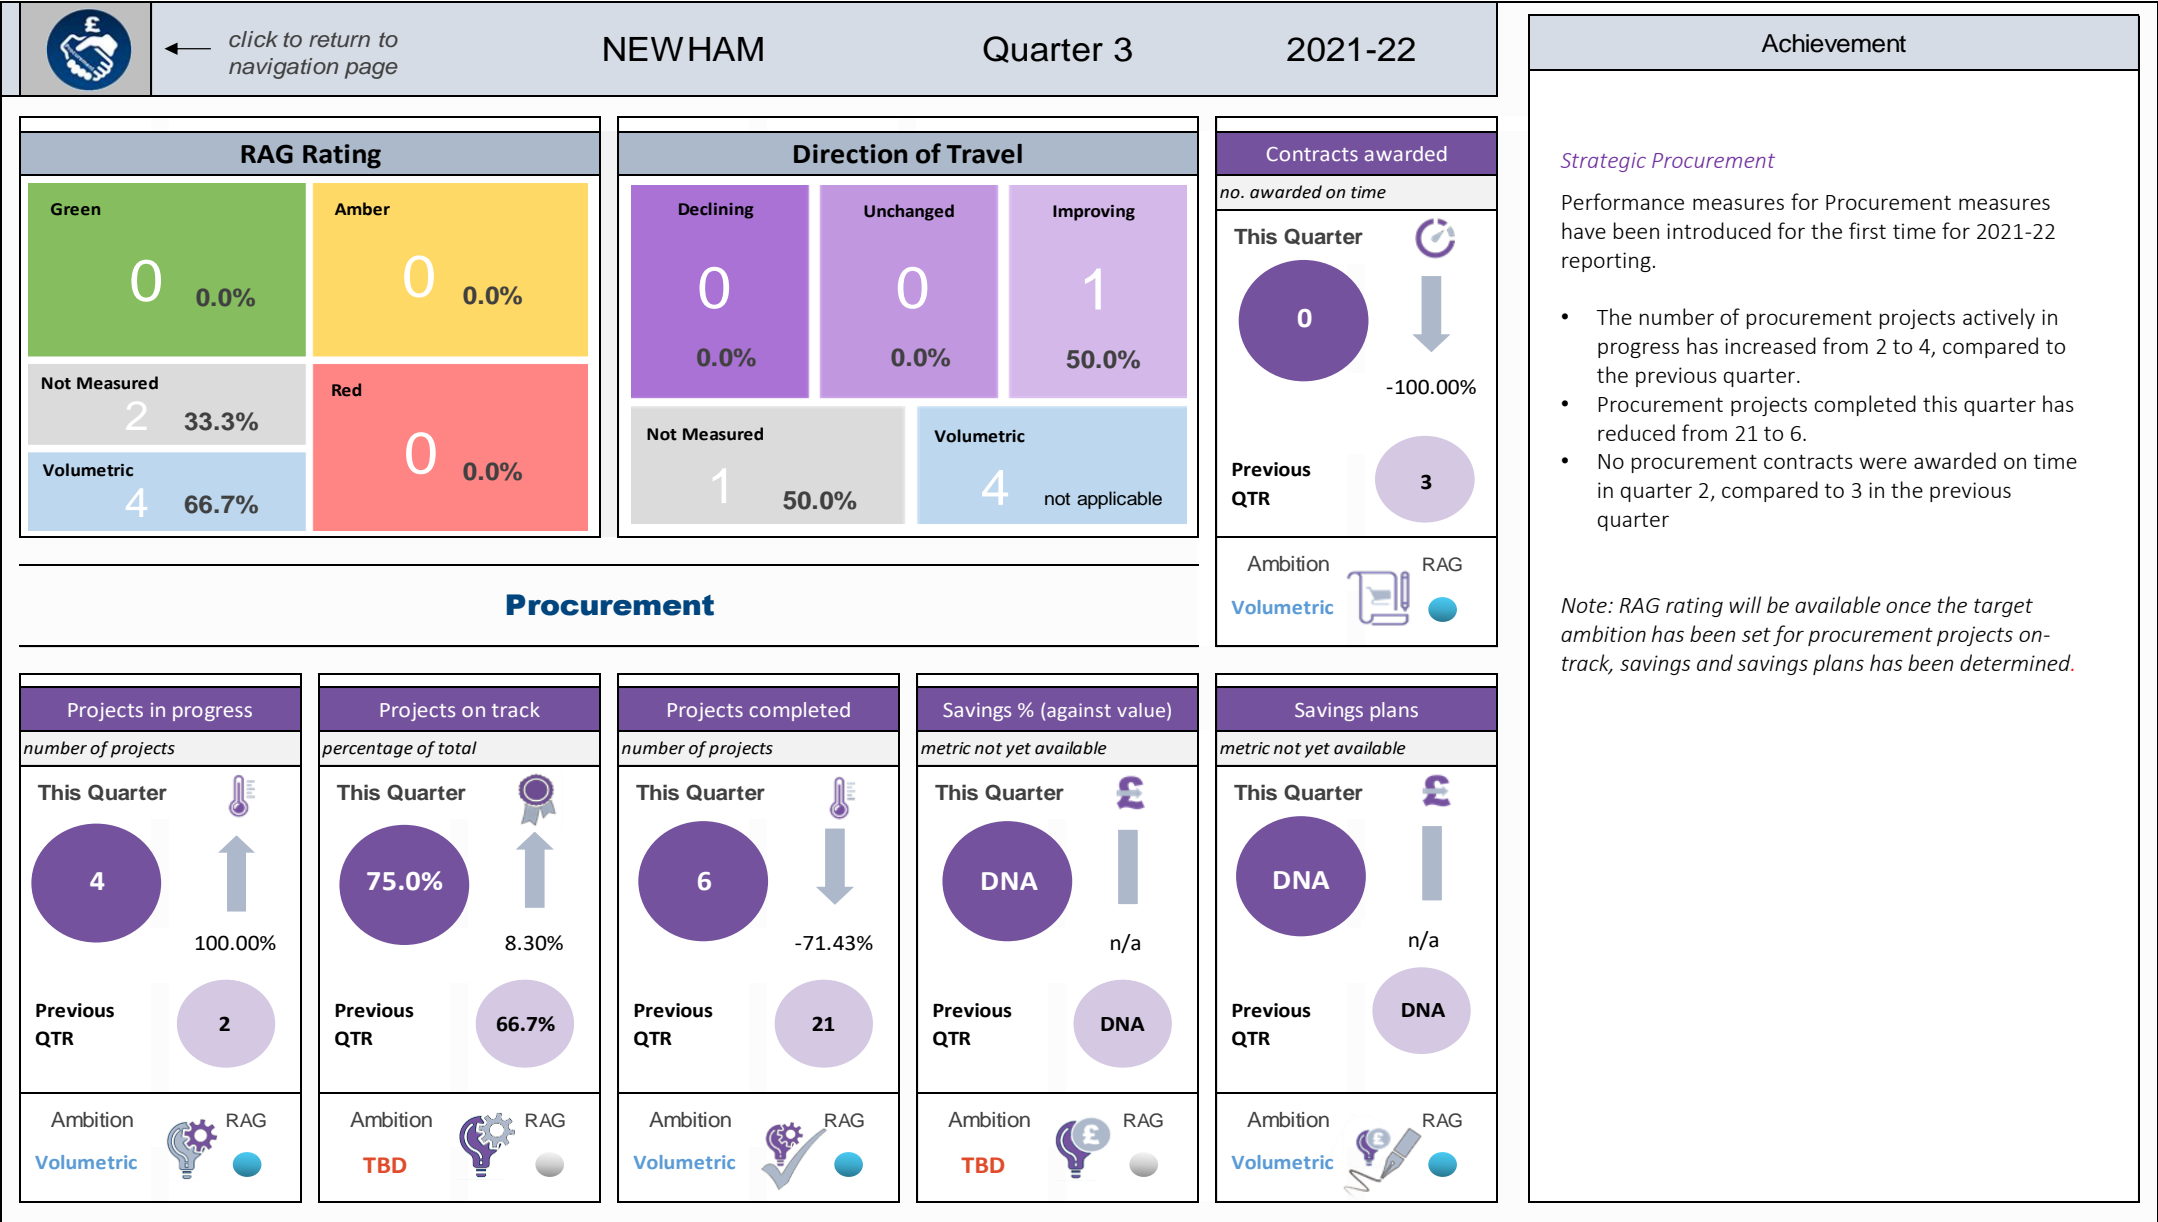 click to return to
navigation page
NEWHAM
Quarter 3
2021-22
RAG Rating
Green
0
0.0%
Amber
0
0.0%
Not Measured
2
33.3%
Volumetric
4
66.7%
Red
0
0.0%
Direction of Travel
Declining
0
0.0%
Unchanged
0
0.0%
Improving
1
50.0%
Not Measured
1
50.0%
Volumetric
4
not applicable
Contracts awarded
no. awarded on time
This Quarter
0
-100.00%
Previous
QTR
3
Ambition
RAG
Volumetric
Procurement
Projects in progress
number of projects
This Quarter
4
100.00%
Previous
QTR
2
Ambition
RAG
Volumetric
Projects on track
percentage of total
This Quarter
75.0%
8.30%
Previous
QTR
66.7%
Ambition
RAG
TBD
Projects completed
number of projects
This Quarter
6
-71.43%
Previous
QTR
21
Ambition
RAG
Volumetric
Savings % (against value)
metric not yet available
This Quarter
£
DNA
n/a
Previous
QTR
DNA
Ambition
£
RAG
TBD
Savings plans
metric not yet available
This Quarter
£
DNA
n/a
Previous
QTR
DNA
Ambition
£
RAG
Volumetric
Achievement
Strategic Procurement
Performance measures for Procurement measures
have been introduced for the first time for 2021-22
reporting.
• The number of procurement projects actively in
progress has increased from 2 to 4, compared to
the previous quarter.
• Procurement projects completed this quarter has
reduced from 21 to 6.
• No procurement contracts were awarded on time
in quarter 2, compared to 3 in the previous
quarter
Note: RAG rating will be available once the target
ambition has been set for procurement projects on-
track, savings and savings plans has been determined.